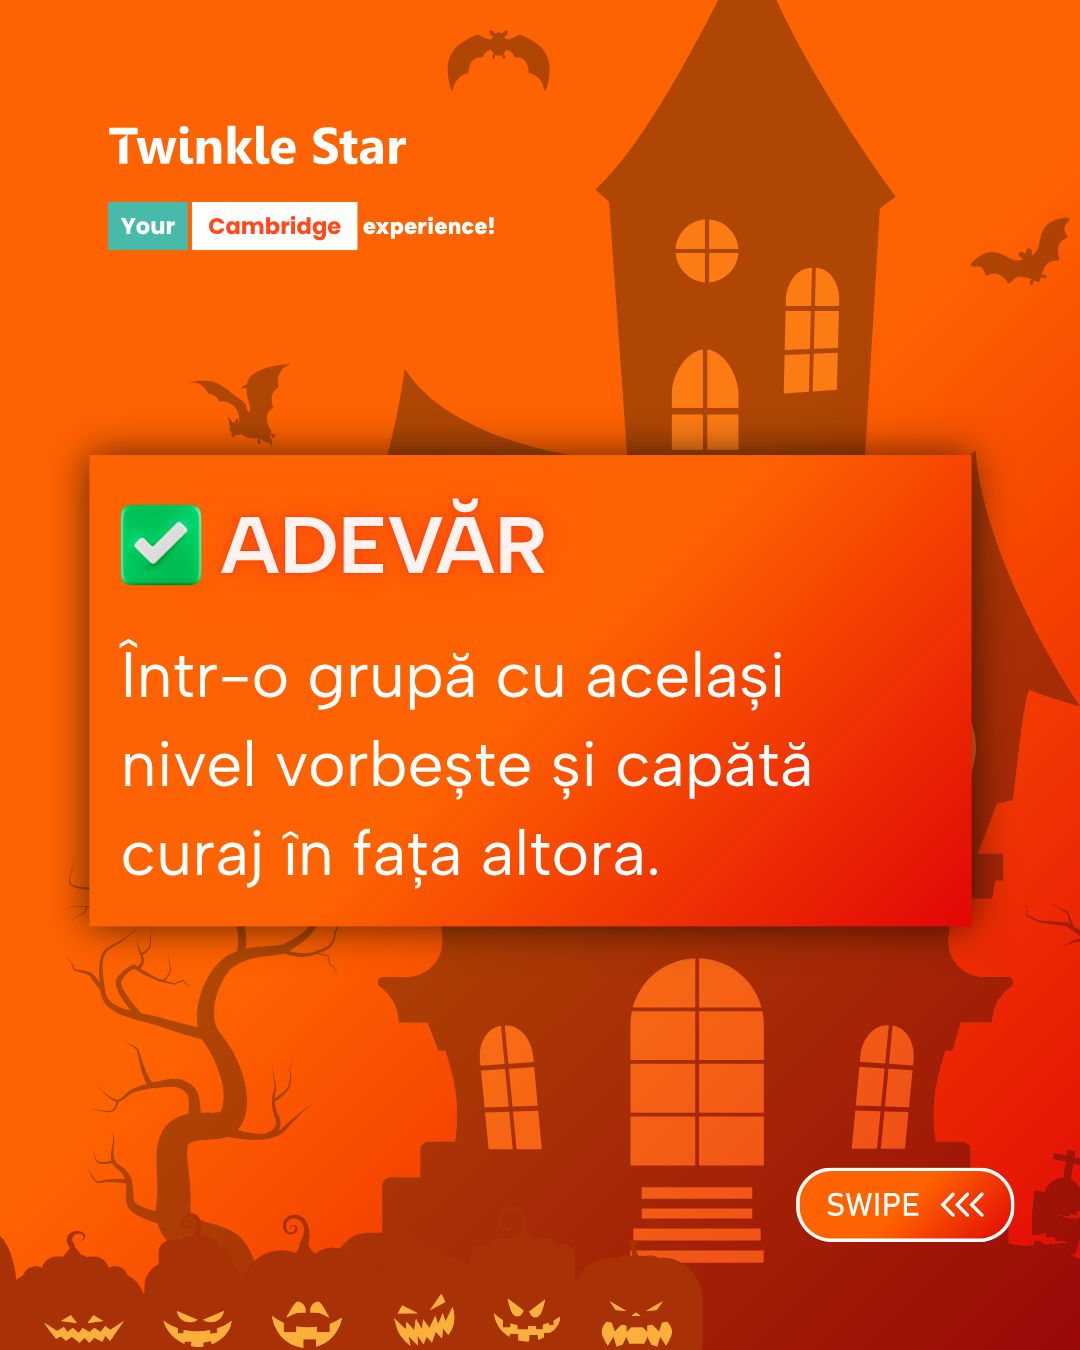 Twinkle Star
Your Cambridge experience!
ADEVĂR
Într-o grupă cu același
nivel vorbește și capătă
curaj în fața altora.
SWIPE